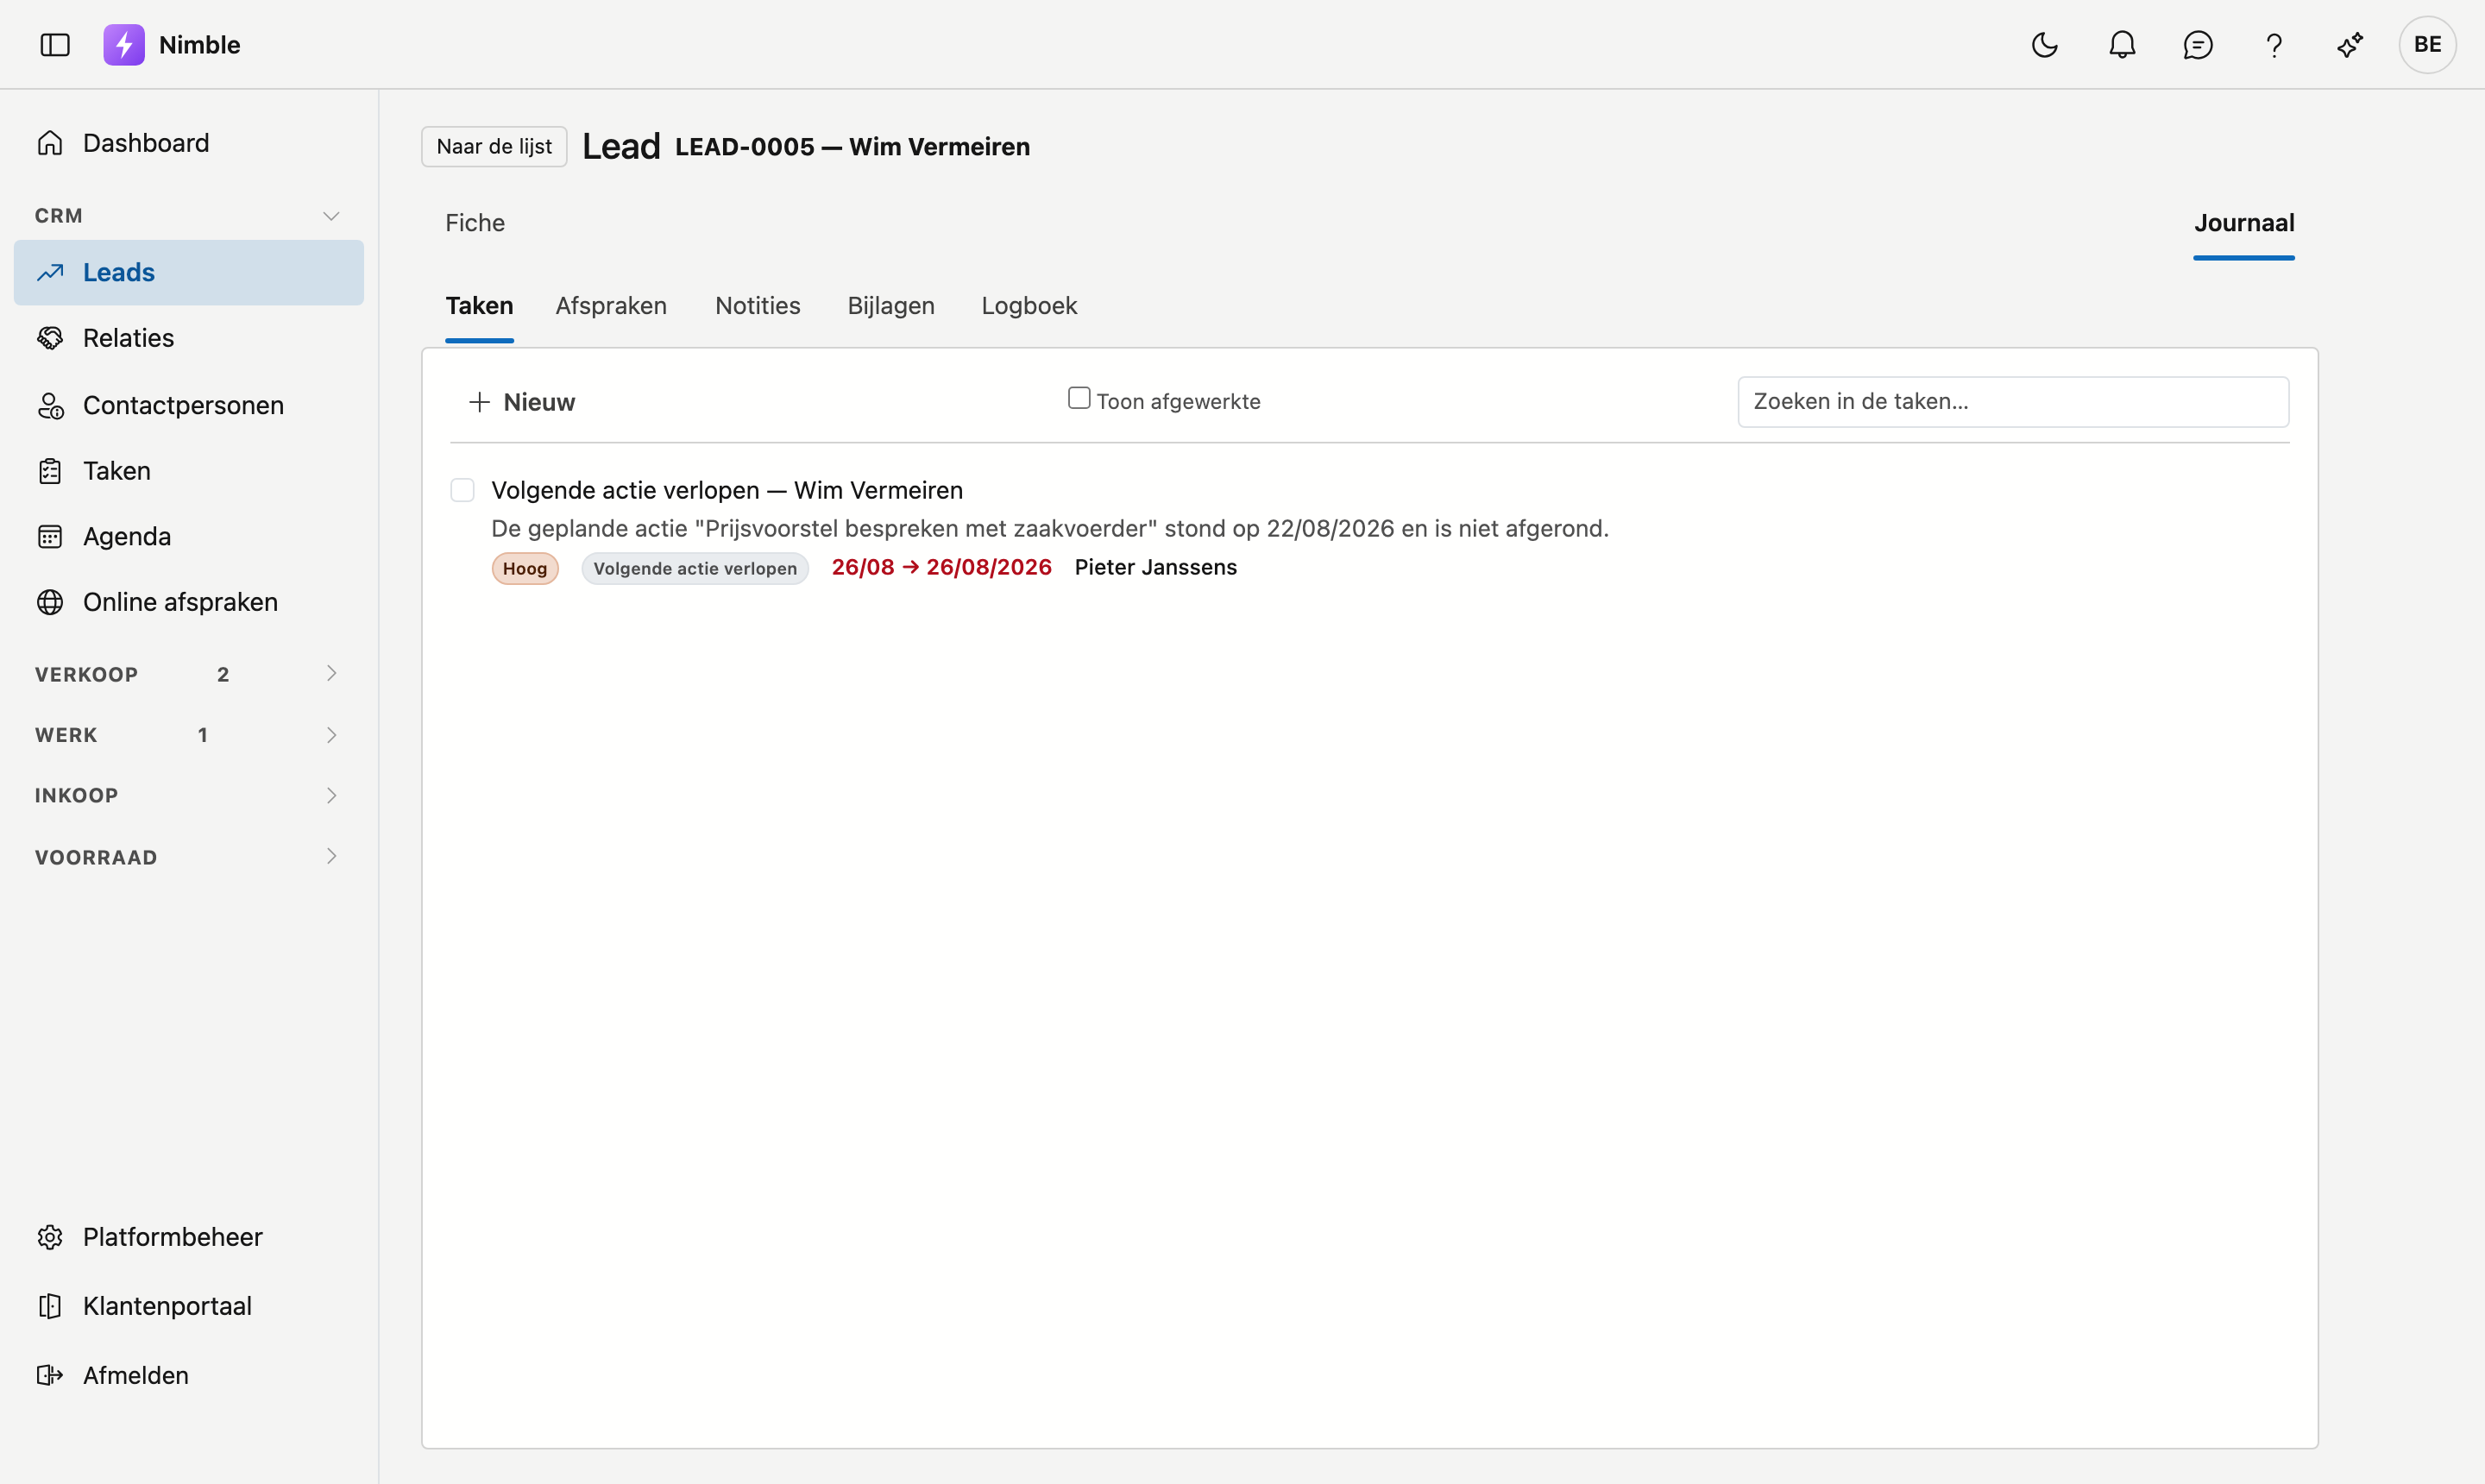 Nimble
BE
Dashboard
CRM
Leads
Relaties
Contactpersonen
Taken
Agenda
Online afspraken
VERKOOP 2
WERK 1
INKOOP
VOORRAAD
Platformbeheer
Klantenportaal
Afmelden
Naar de lijst Lead LEAD-0005 — Wim Vermeiren
Fiche Journaal
Taken Afspraken Notities Bijlagen Logboek
Nieuw Toon afgewerkte Zoeken in de taken...
Volgende actie verlopen — Wim Vermeiren
De geplande actie "Prijsvoorstel bespreken met zaakvoerder" stond op 22/08/2026 en is niet afgerond.
Hoog Volgende actie verlopen 26/08 → 26/08/2026 Pieter Janssens